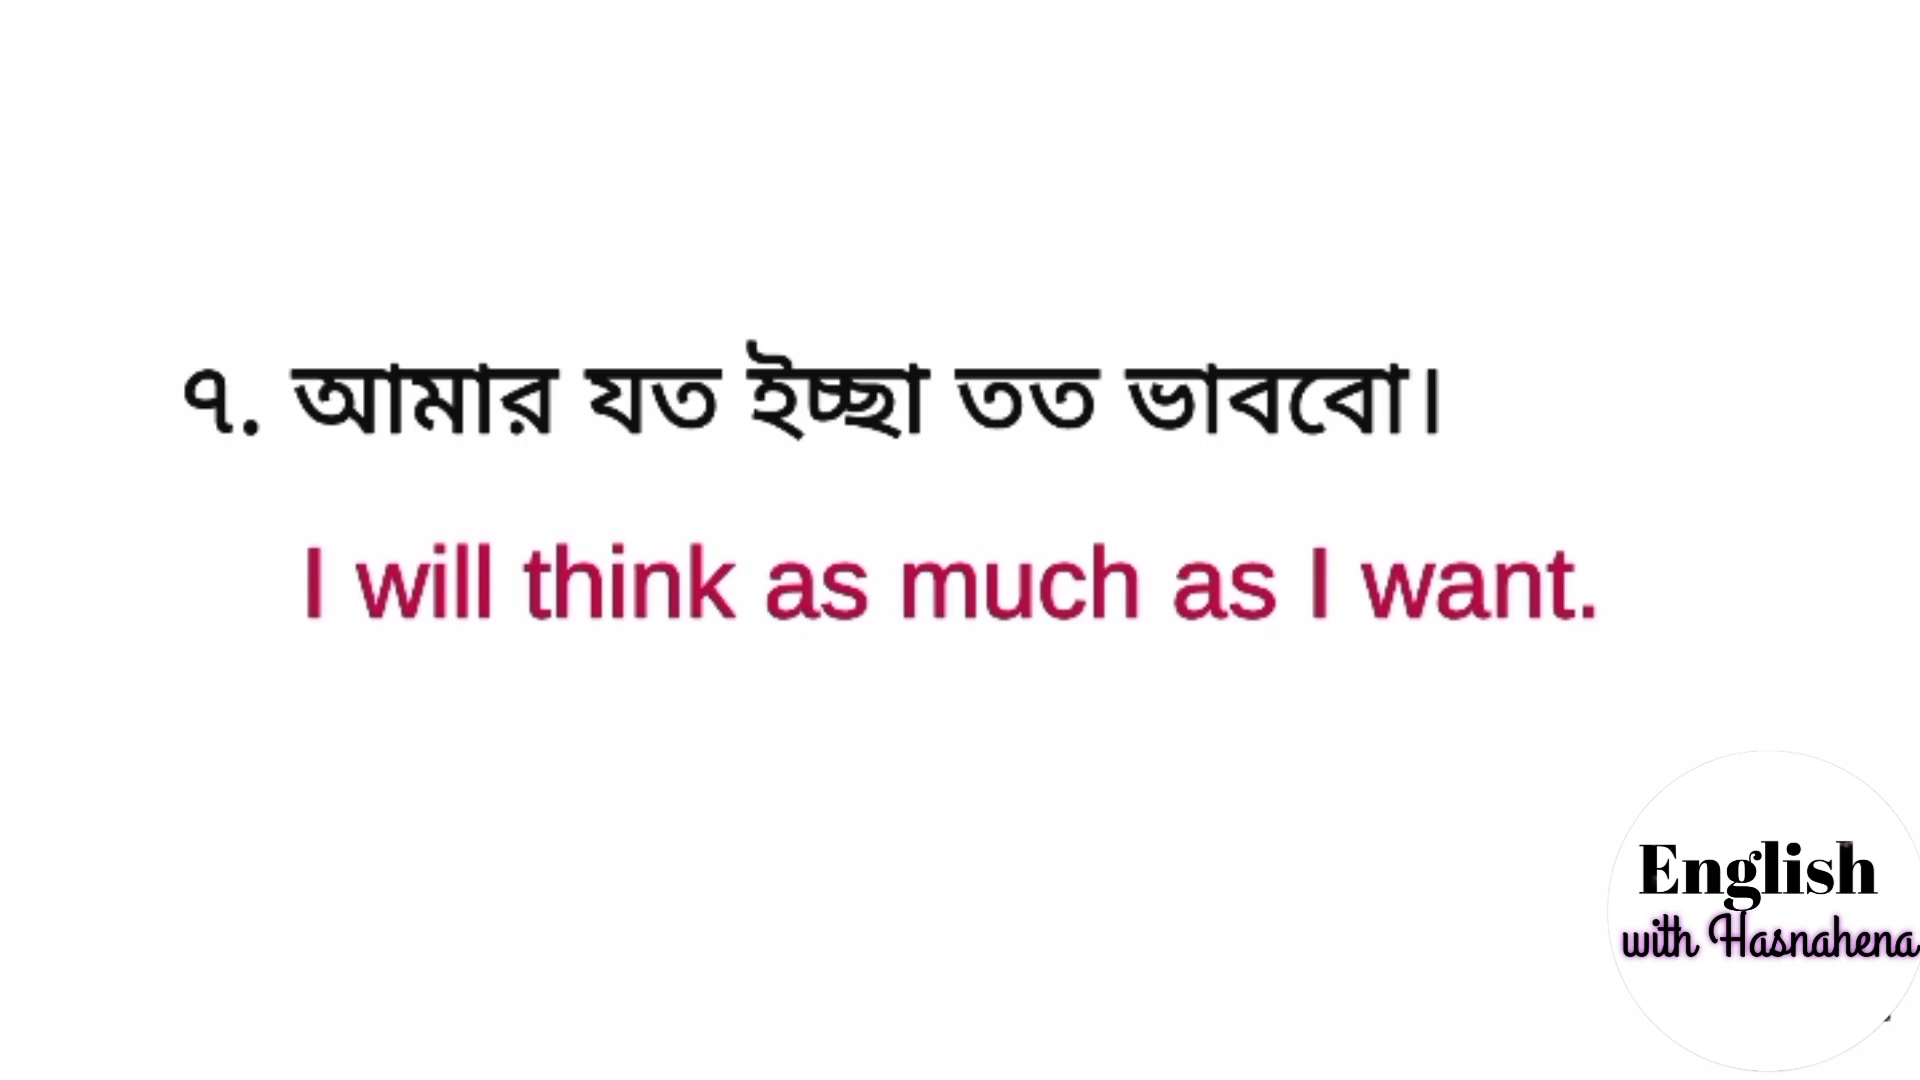 ৭. আমার যত ইচ্ছা তত ভাববো।
I will think as much as I want.
English
with Hasnahena